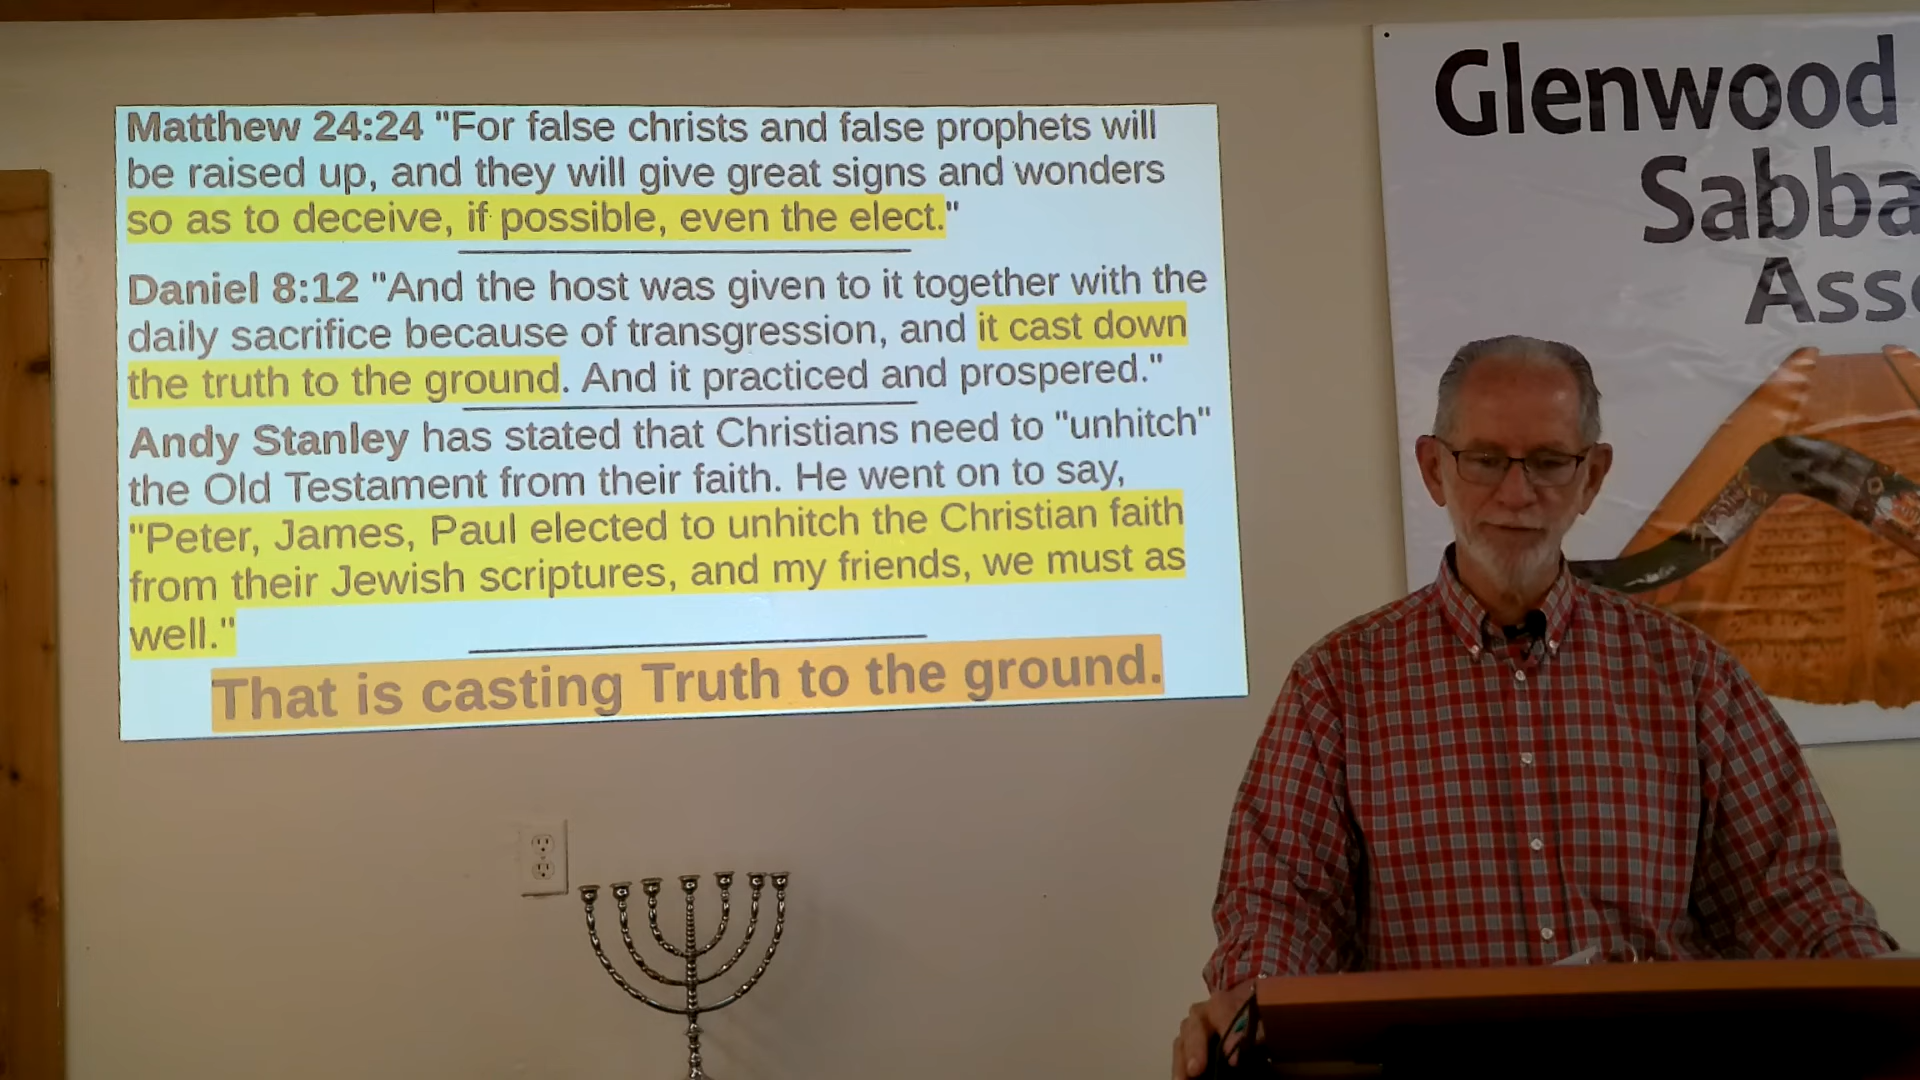 Matthew 24:24 "For false christs and false prophets will
be raised up, and they will give great signs and wonders
so as to deceive, if possible, even the elect."
Daniel 8:12 "And the host was given to it together with the
daily sacrifice because of transgression, and it cast down
the truth to the ground. And it practiced and prospered."
Andy Stanley has stated that Christians need to "unhitch"
the Old Testament from their faith. He went on to say,
"Peter, James, Paul elected to unhitch the Christian faith
from their Jewish scriptures, and my friends, we must as
well."
That is casting Truth to the ground.
Glenwood
Sabba
Ass